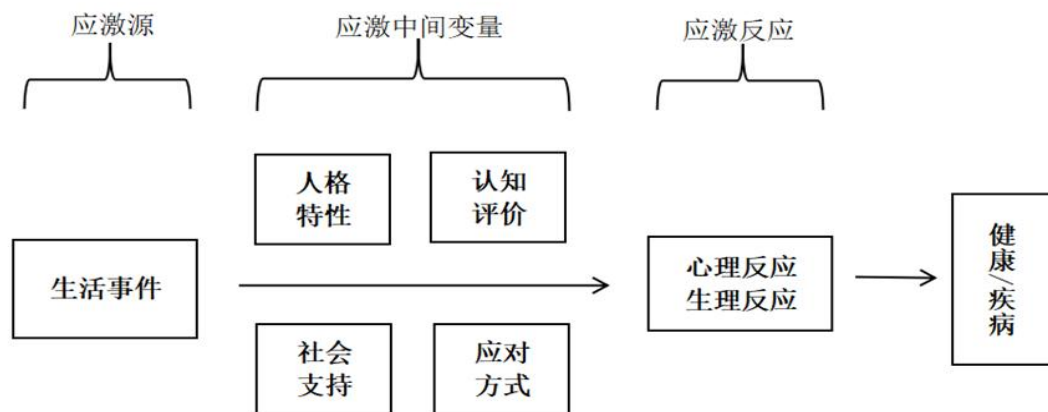 应激源
应激中间变量
应激反应
人格
特性
认知
评价
生活事件
心理反应
生理反应
健康/疾病
社会
支持
应对
方式